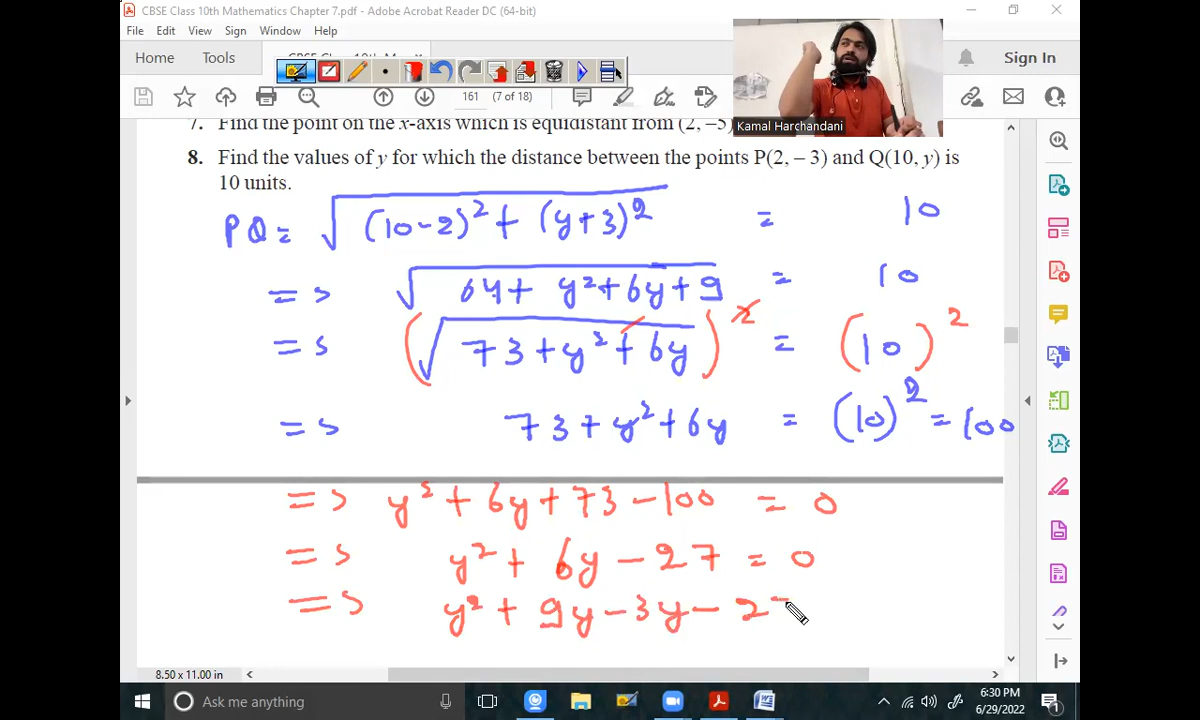 CBSE Class 10th Mathematics Chapter 7.pdf - Adobe Acrobat Reader DC (64-bit)
File Edit View Sign Window Help
Home Tools Sign In
161 (7 of 18)
Kamal Harchandani
7. Find the point on the x-axis which is equidistant from (2, –5)
8. Find the values of y for which the distance between the points P(2, – 3) and Q(10, y) is
10 units.
PQ = √(10-2)² + (y+3)² = 10
=> √64 + y² + 6y + 9 = 10
=> (√73 + y² + 6y)² = (10)²
=> 73 + y² + 6y = (10)² = 100
=> y² + 6y + 73 - 100 = 0
=> y² + 6y - 27 = 0
=> y² + 9y - 3y - 27
8.50 x 11.00 in
Ask me anything
6:30 PM
6/29/2022
1